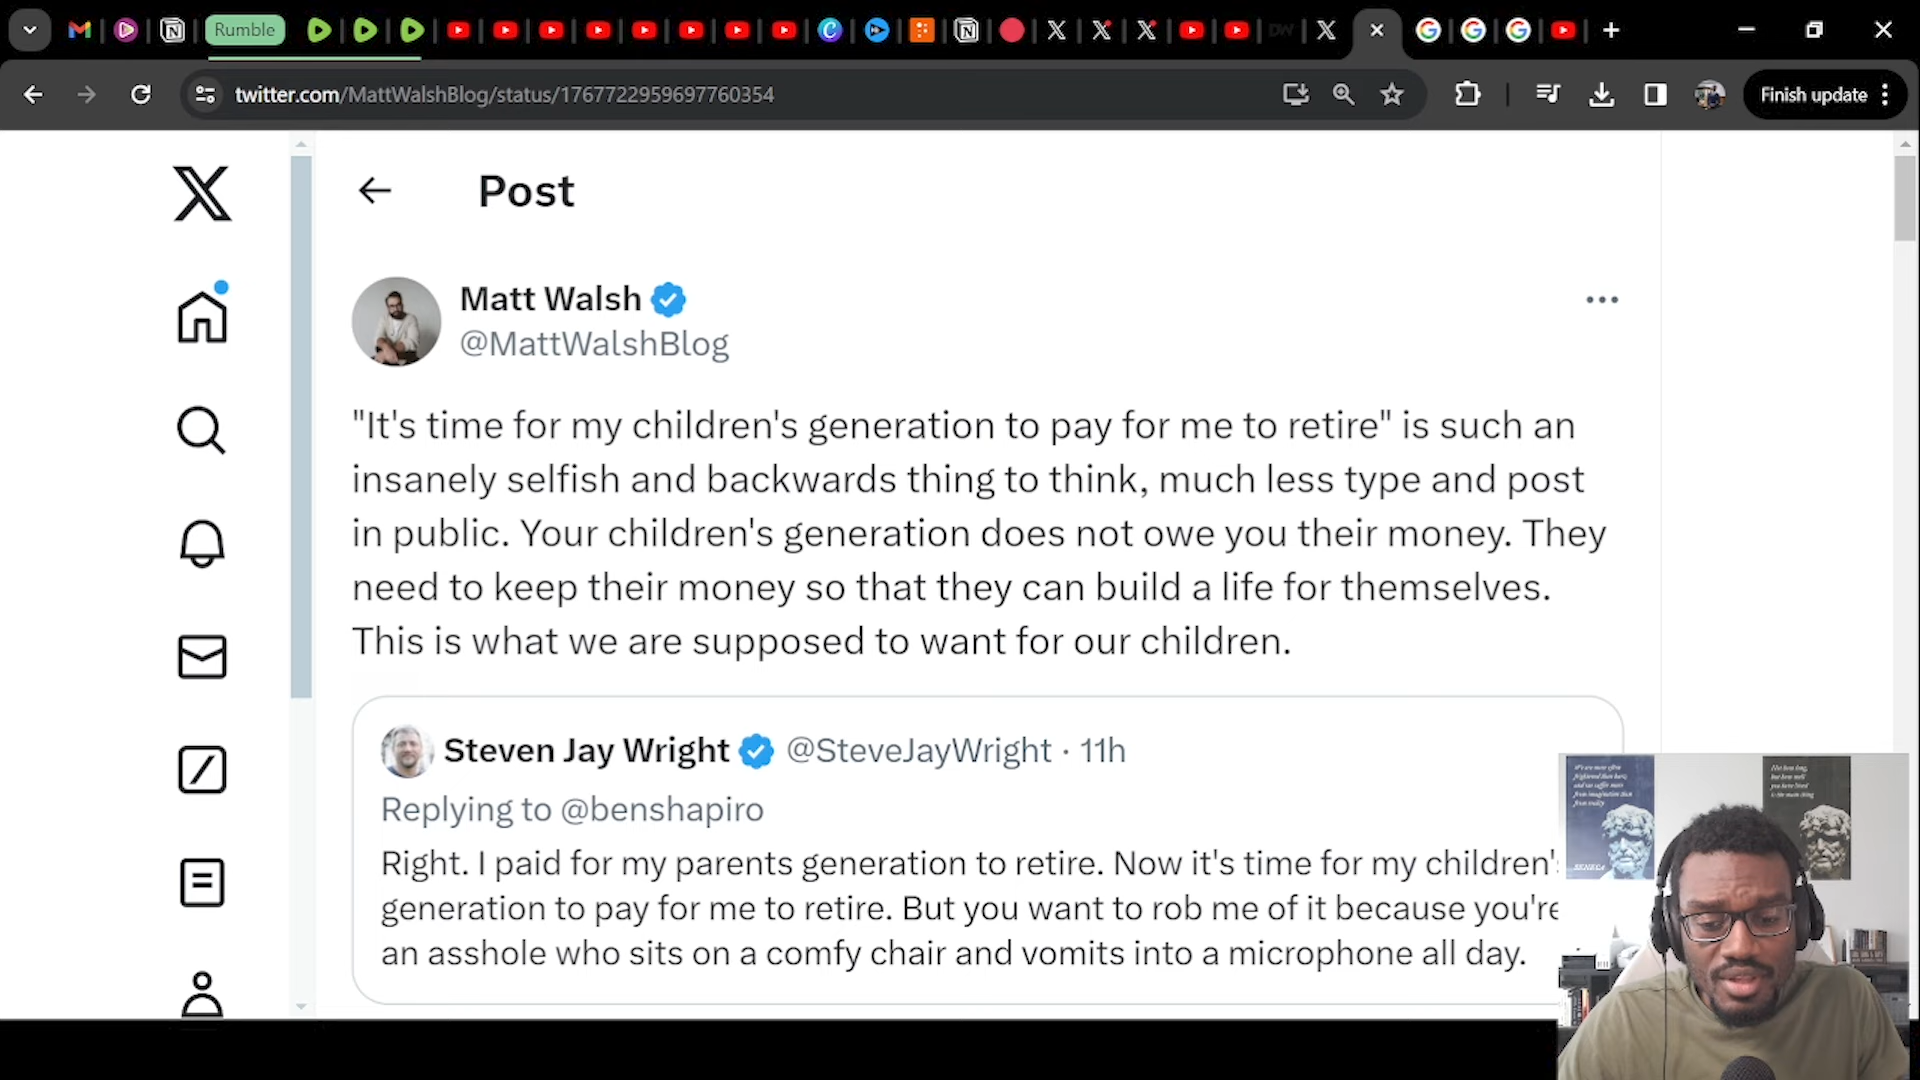 Rumble
twitter.com/MattWalshBlog/status/1767722959697760354
Finish update
Post
Matt Walsh
@MattWalshBlog
"It's time for my children's generation to pay for me to retire" is such an
insanely selfish and backwards thing to think, much less type and post
in public. Your children's generation does not owe you their money. They
need to keep their money so that they can build a life for themselves.
This is what we are supposed to want for our children.
Steven Jay Wright @SteveJayWright · 11h
Replying to @benshapiro
Right. I paid for my parents generation to retire. Now it's time for my children'
generation to pay for me to retire. But you want to rob me of it because you're
an asshole who sits on a comfy chair and vomits into a microphone all day.
SENECA